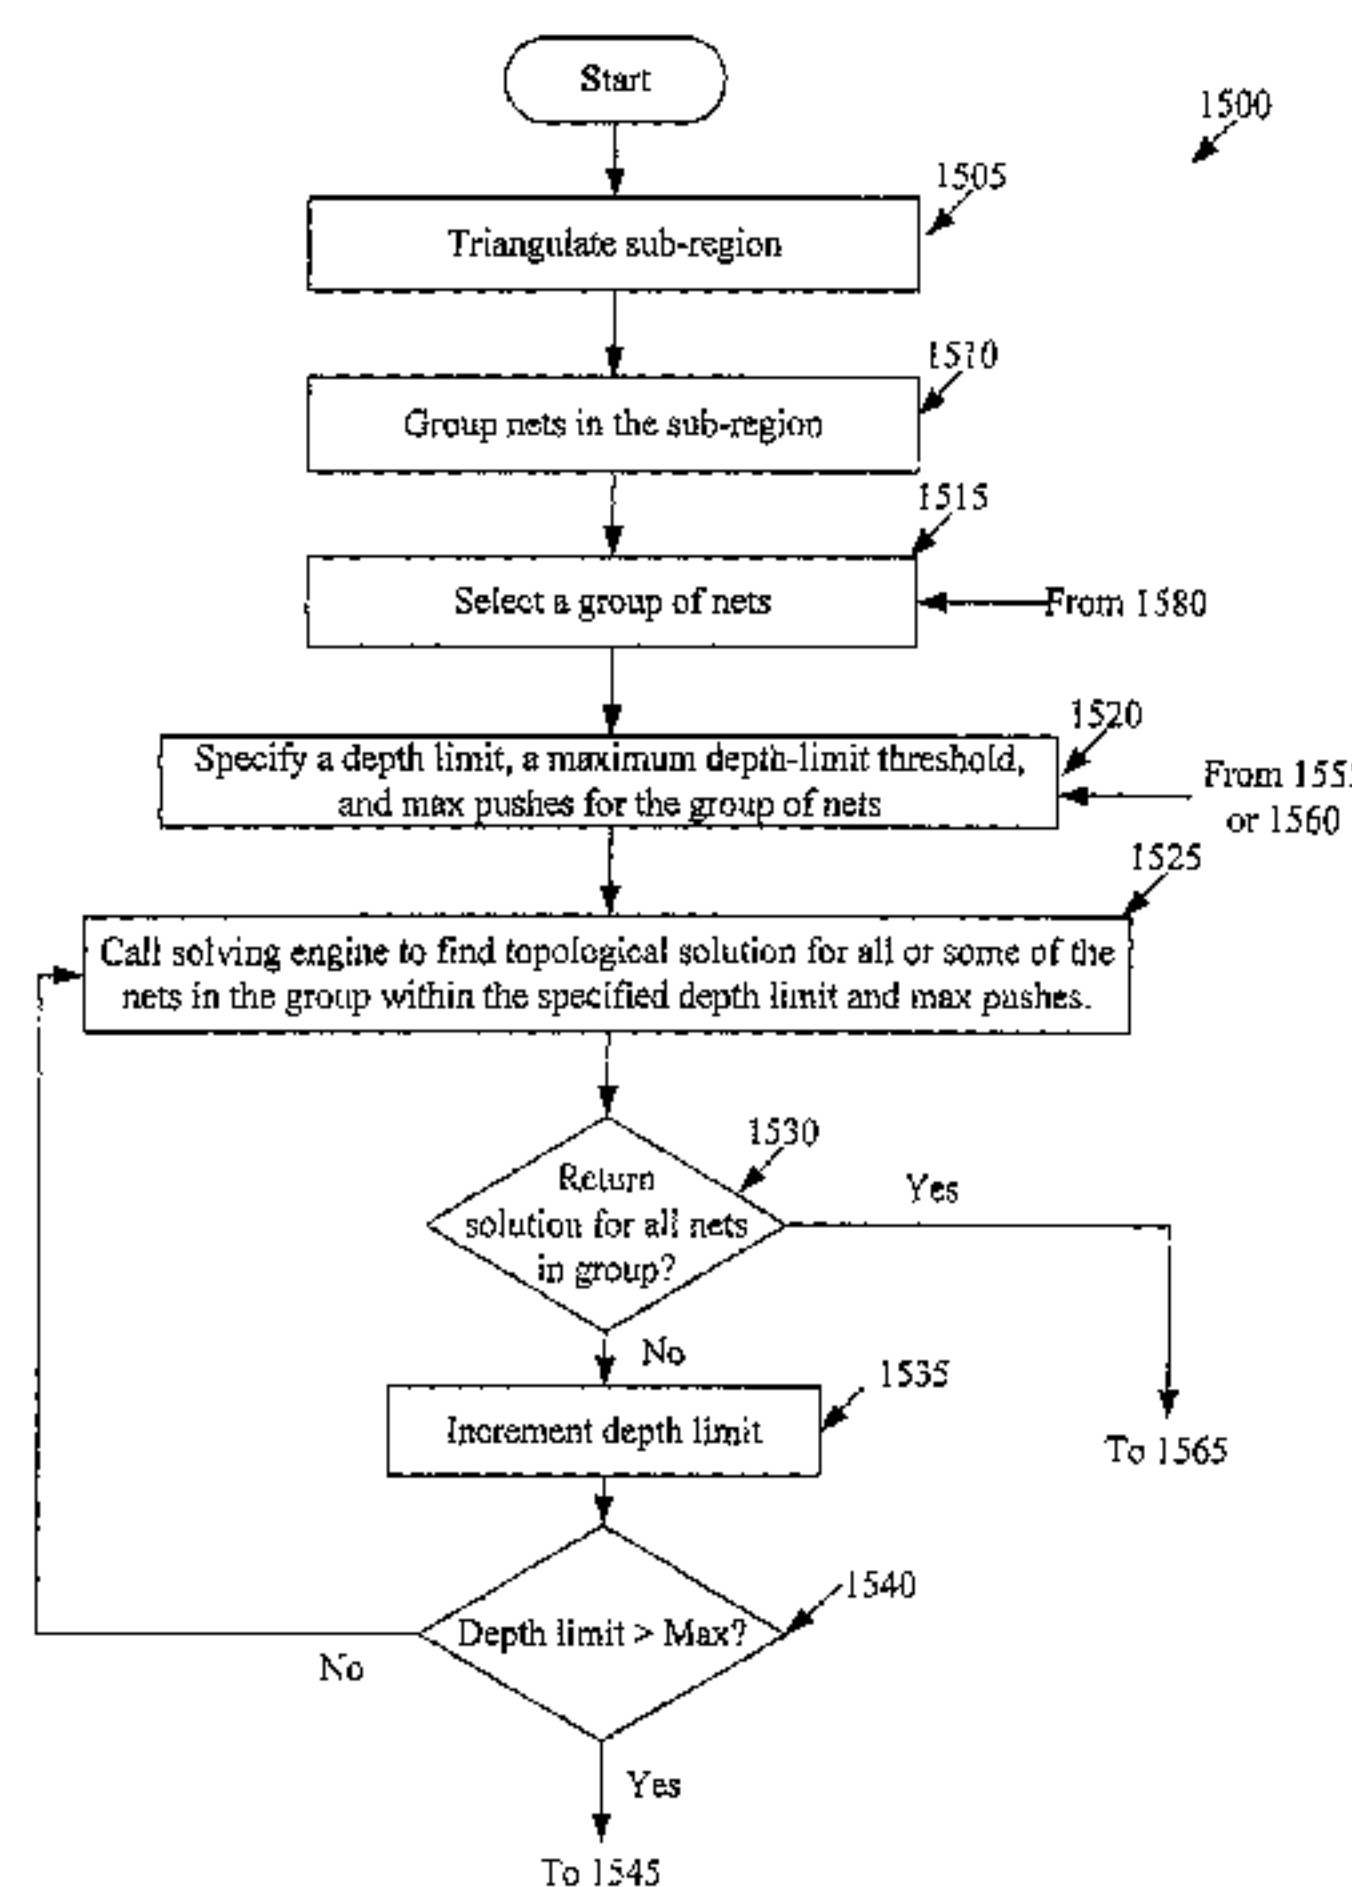 Start
1500
1505
Triangulate sub-region
1510
Group nets in the sub-region
1515
Select a group of nets
From 1580
1520
Specify a depth limit, a maximum depth-limit threshold,
and max pushes for the group of nets
From
or 1560
1525
Call solving engine to find topological solution for all or some of the
nets in the group within the specified depth limit and max pushes.
1530
Return
solution for all nets
in group?
Yes
No
1535
Increment depth limit
To 1565
1540
Depth limit > Max?
No
Yes
To 1545